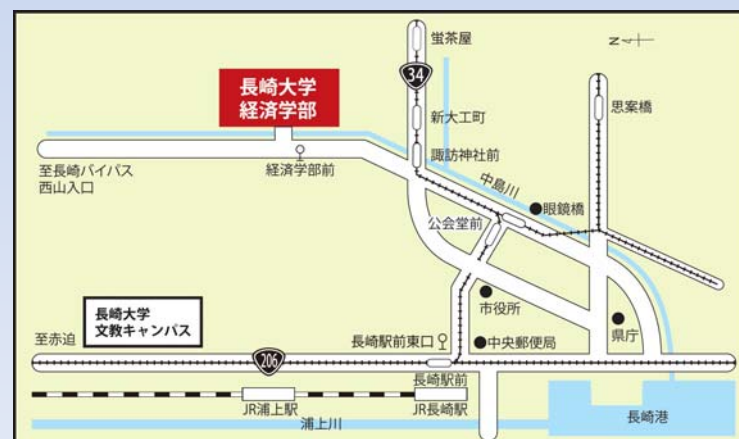 蛍茶屋
34
N
長崎大学
経済学部
思案橋
新大工町
諏訪神社前
至長崎バイパス
西山入口
経済学部前
中島川
眼鏡橋
公会堂前
長崎大学
文教キャンパス
市役所
至赤迫
長崎駅前東口
中央郵便局
県庁
206
長崎駅前
JR浦上駅
JR長崎駅
浦上川
長崎港